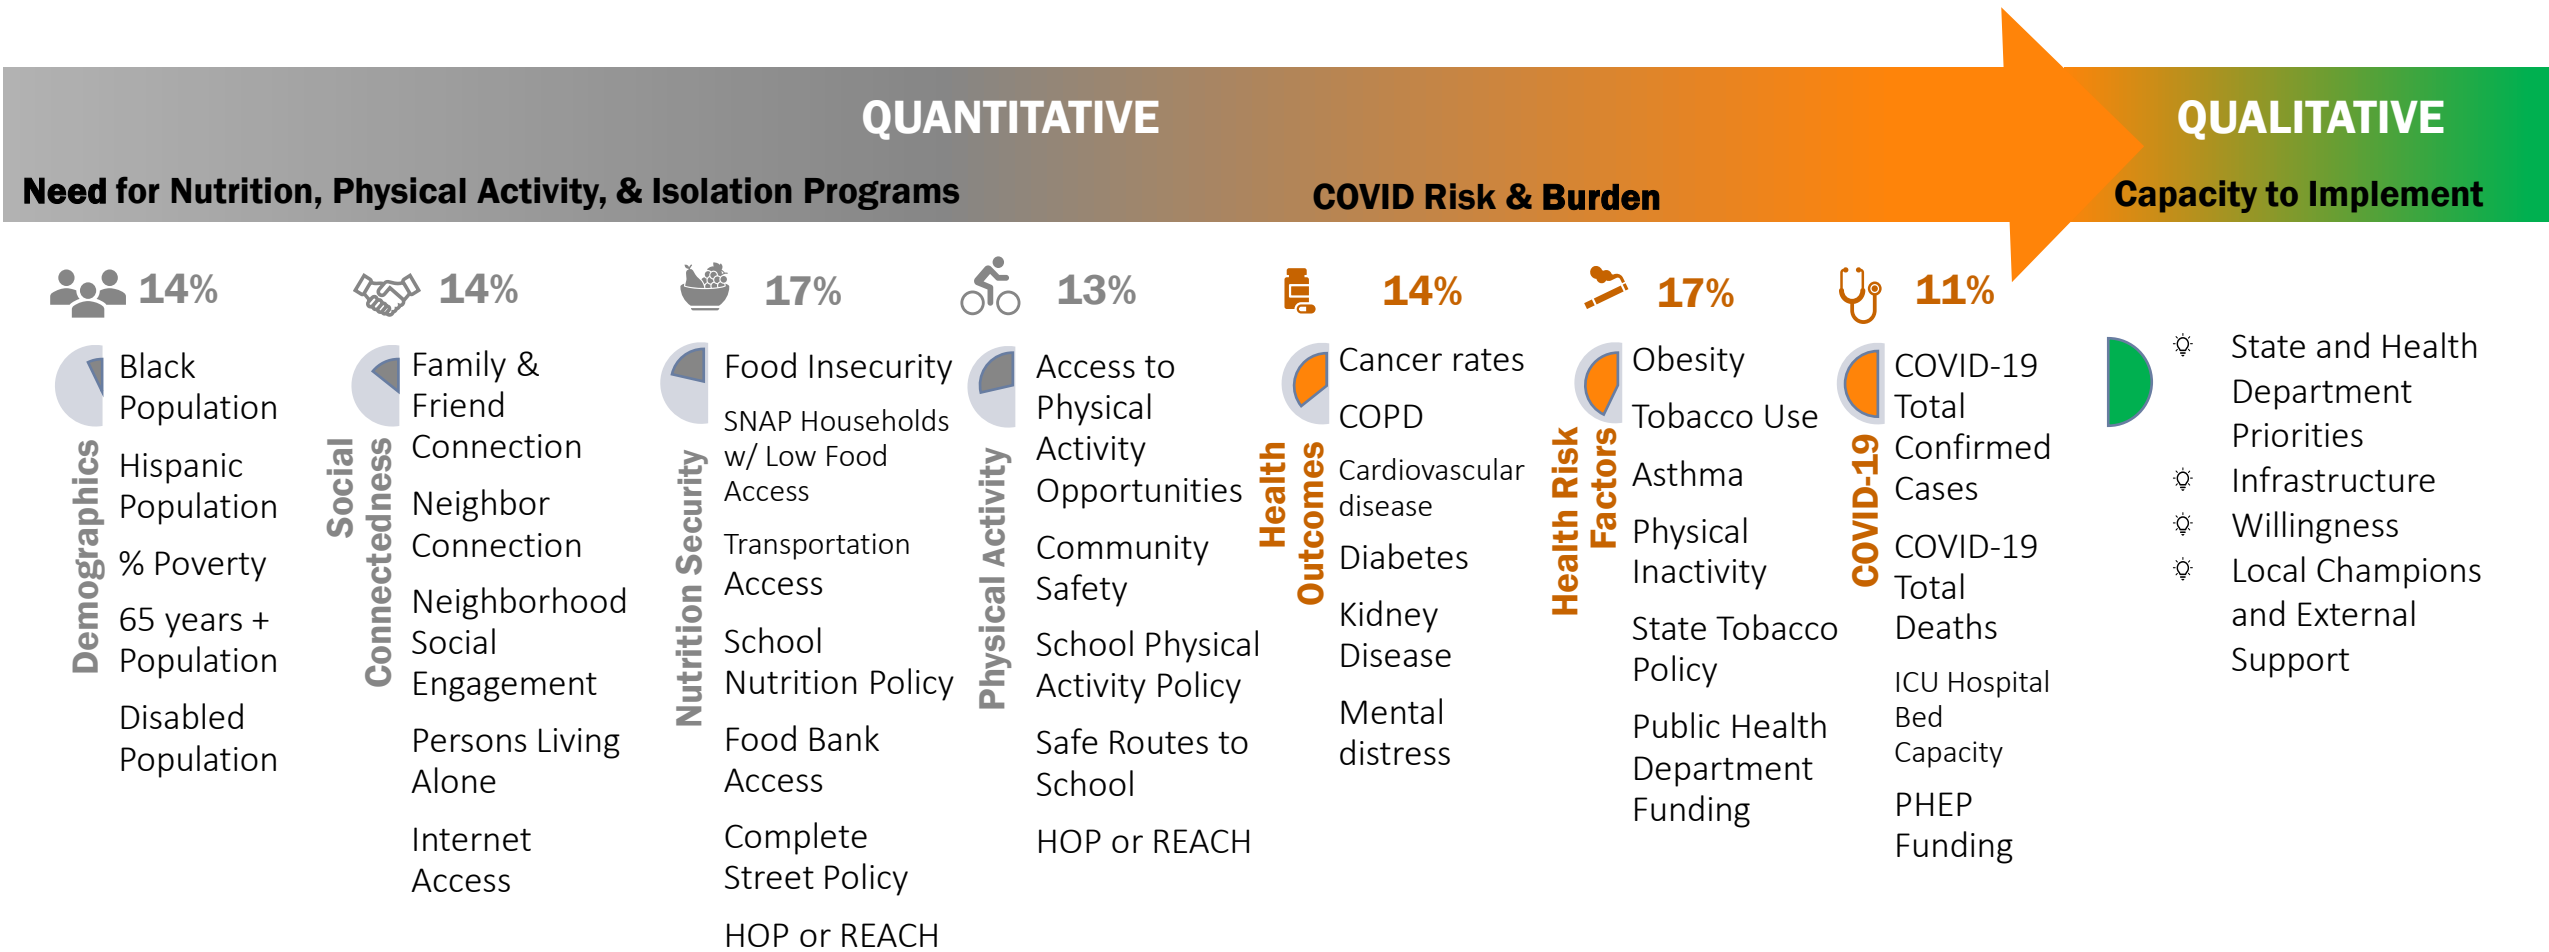 QUANTITATIVE
QUALITATIVE
Need for Nutrition, Physical Activity, & Isolation Programs
COVID Risk & Burden
Capacity to Implement
14%
Demographics
Black
Population
Hispanic
Population
% Poverty
65 years +
Population
Disabled
Population
14%
Social
Connectedness
Family &
Friend
Connection
Neighbor
Connection
Neighborhood
Social
Engagement
Persons Living
Alone
Internet
Access
17%
Nutrition Security
Food Insecurity
SNAP Households
w/ Low Food
Access
Transportation
Access
School
Nutrition Policy
Food Bank
Access
Complete
Street Policy
HOP or REACH
13%
Physical Activity
Access to
Physical
Activity
Opportunities
Community
Safety
School Physical
Activity Policy
Safe Routes to
School
HOP or REACH
14%
Health
Outcomes
Cancer rates
COPD
Cardiovascular
disease
Diabetes
Kidney
Disease
Mental
distress
17%
Health Risk
Factors
Obesity
Tobacco Use
Asthma
Physical
Inactivity
State Tobacco
Policy
Public Health
Department
Funding
11%
COVID-19
COVID-19
Total
Confirmed
Cases
COVID-19
Total
Deaths
ICU Hospital
Bed
Capacity
PHEP
Funding
State and Health
Department
Priorities
Infrastructure
Willingness
Local Champions
and External
Support